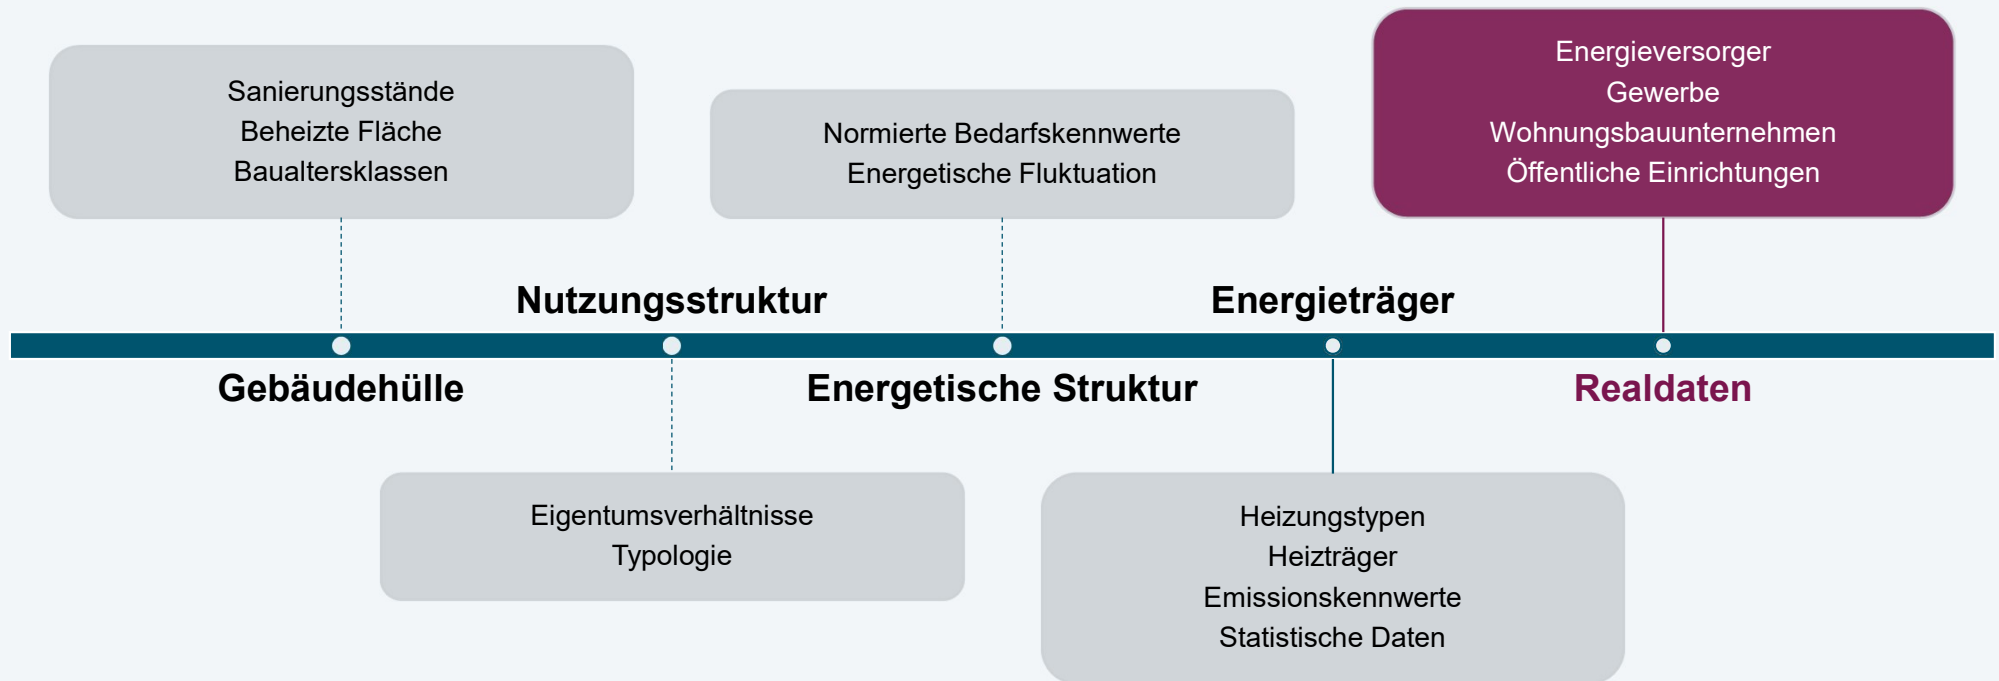 Sanierungsstände
Beheizte Fläche
Baualtersklassen
Normierte Bedarfskennwerte
Energetische Fluktuation
Energieversorger
Gewerbe
Wohnungsbauunternehmen
Öffentliche Einrichtungen
Nutzungsstruktur
Energieträger
Gebäudehülle
Energetische Struktur
Realdaten
Eigentumsverhältnisse
Typologie
Heizungstypen
Heizträger
Emissionskennwerte
Statistische Daten